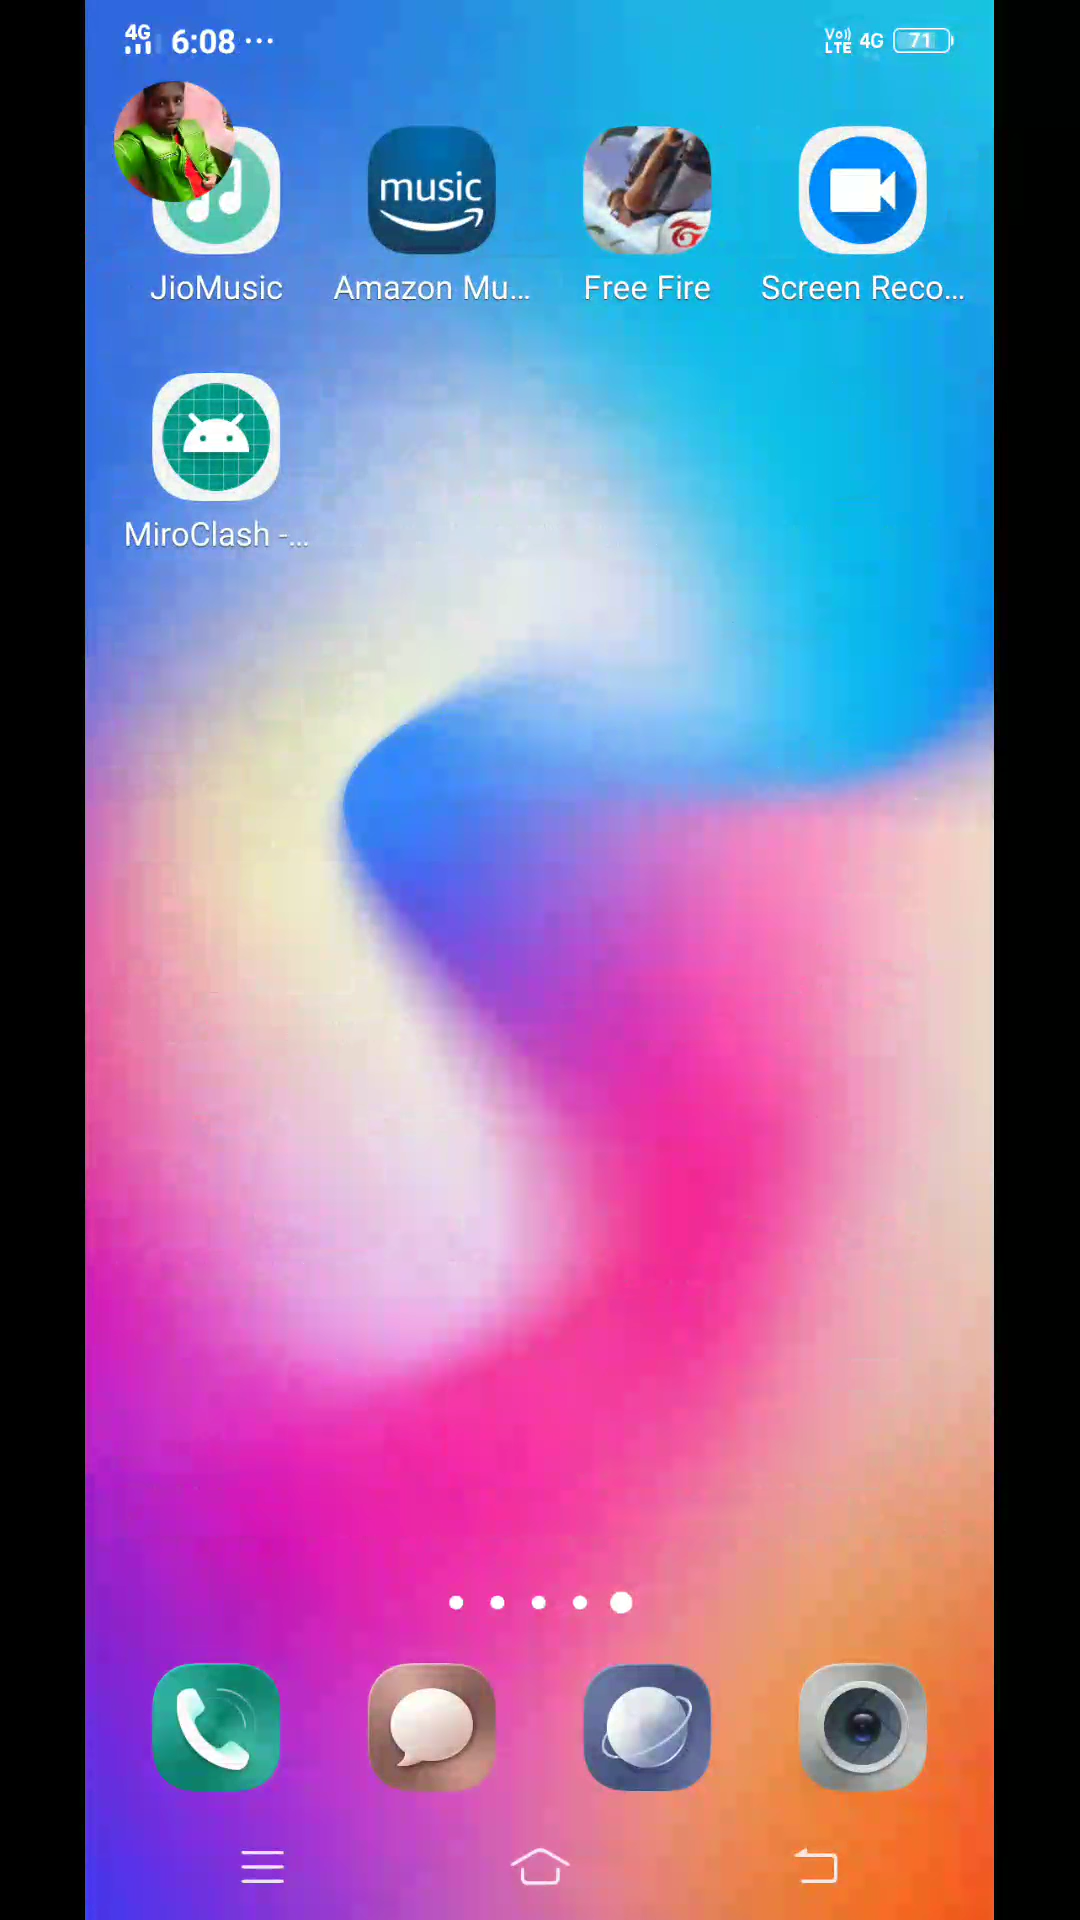 4G 6:08 ... Vo)) LTE 4G 71
music
JioMusic Amazon Mu... Free Fire Screen Reco...
MiroClash -...